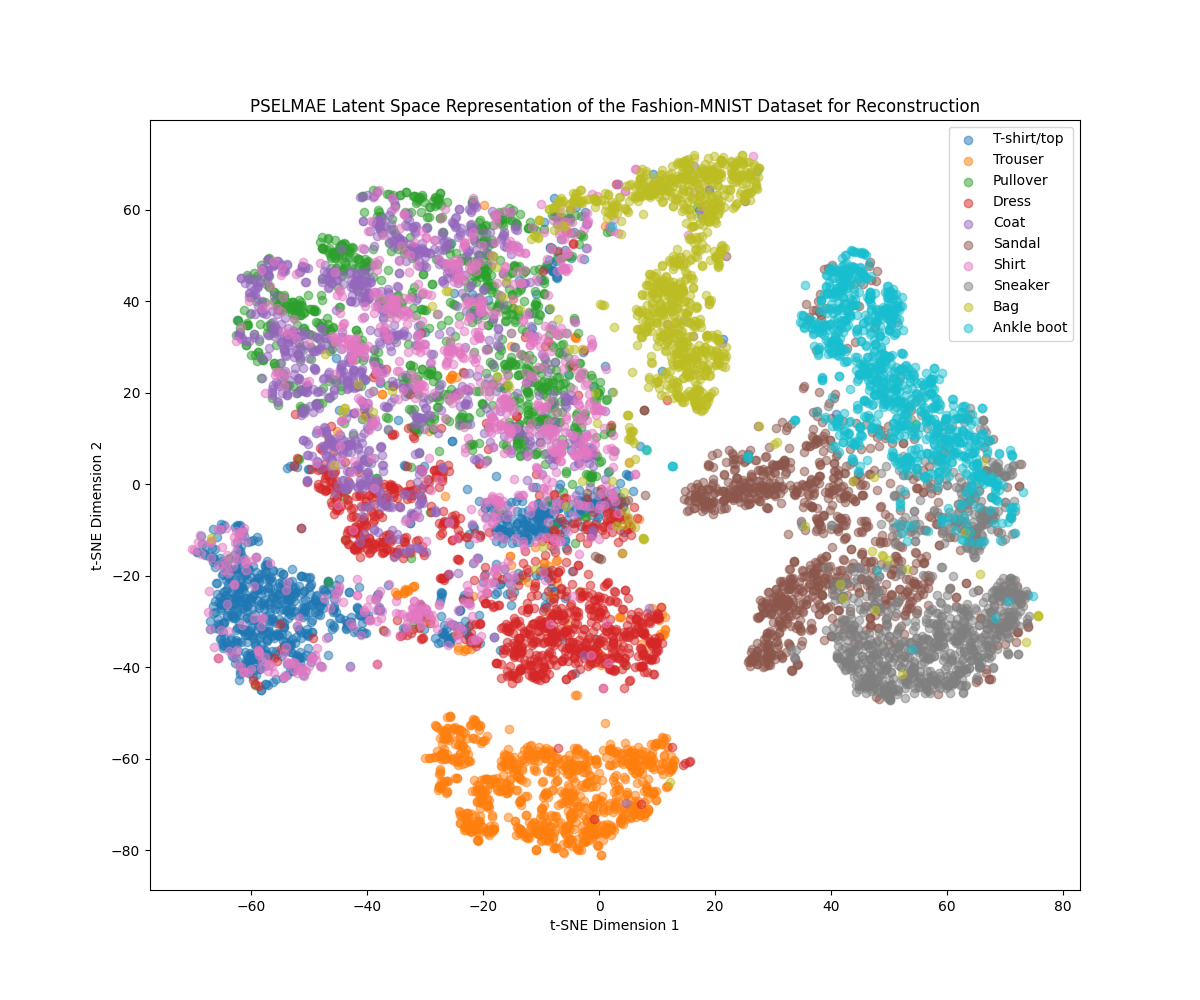 PSELMAE Latent Space Representation of the Fashion-MNIST Dataset for Reconstruction
T-shirt/top
Trouser
Pullover
Dress
Coat
Sandal
Shirt
Sneaker
Bag
Ankle boot
t-SNE Dimension 2
60
40
20
0
−20
−40
−60
−80
−60 −40 −20 0 20 40 60 80
t-SNE Dimension 1